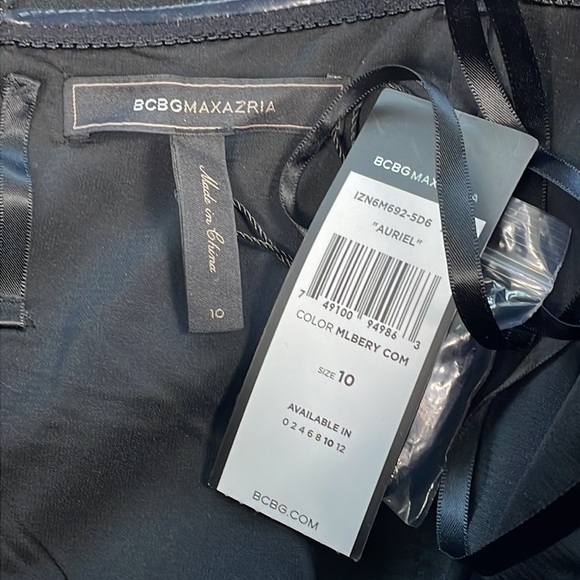 BCBGMAXAZRIA
Made in China
10
BCBGMAX
IZN6M692-5D6
"AURIEL"
7 49100 94986 3
COLOR MLBERY COM
SIZE 10
AVAILABLE IN
0 2 4 6 8 10 12
BCBG.COM